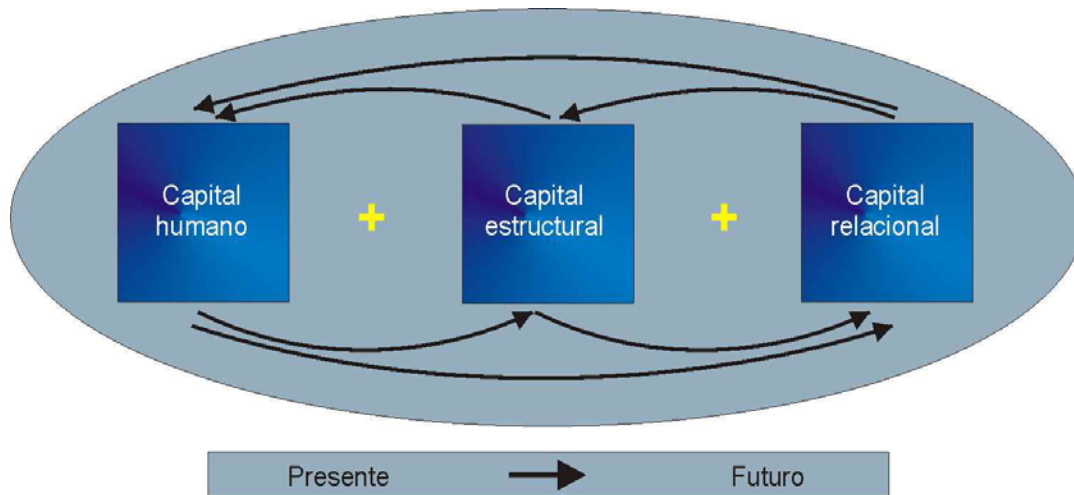 Capital
humano
+
Capital
estructural
+
Capital
relacional
Presente
Futuro